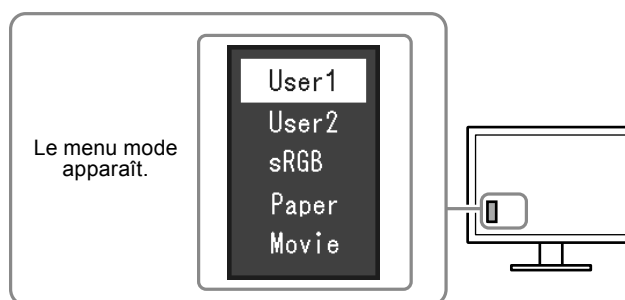 Le menu mode
apparaît.
User1
User2
sRGB
Paper
Movie